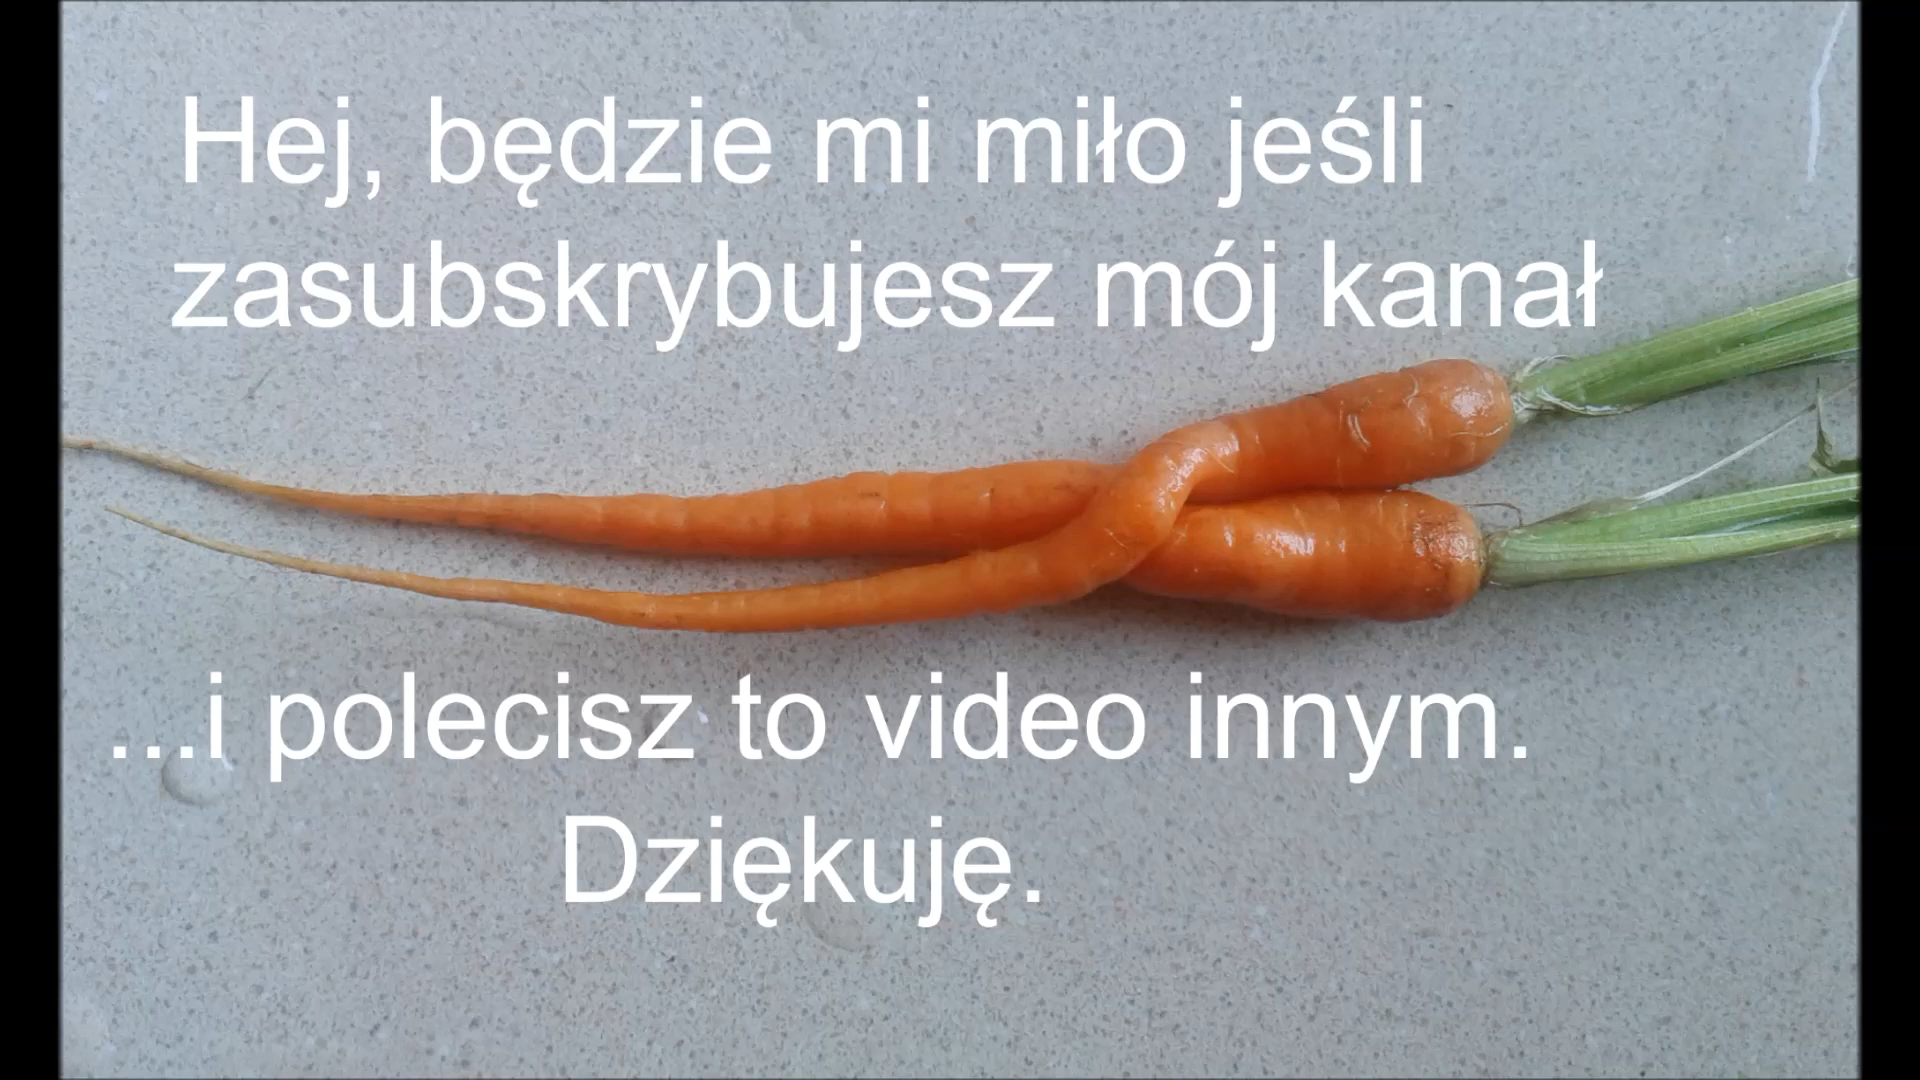 Hej, będzie mi miło jeśli
zasubskrybujesz mój kanał
...i polecisz to video innym.
Dziękuję.